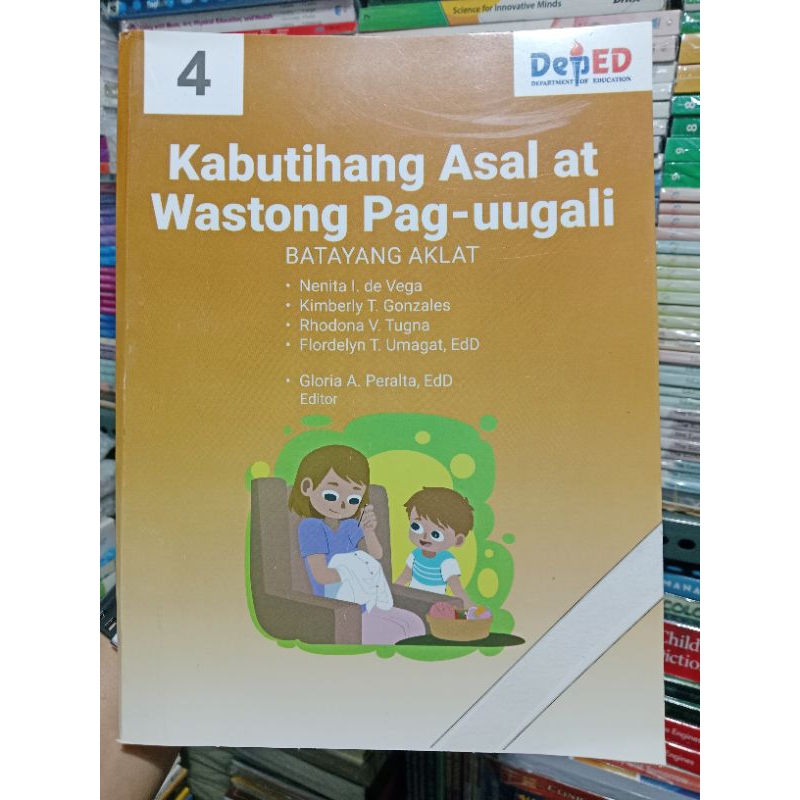 Science for Innovative Minds
4
DepED
DEPARTMENT OF EDUCATION
Kabutihang Asal at
Wastong Pag-uugali
BATAYANG AKLAT
• Nenita I. de Vega
• Kimberly T. Gonzales
• Rhodona V. Tugna
• Flordelyn T. Umagat, EdD
• Gloria A. Peralta, EdD
Editor